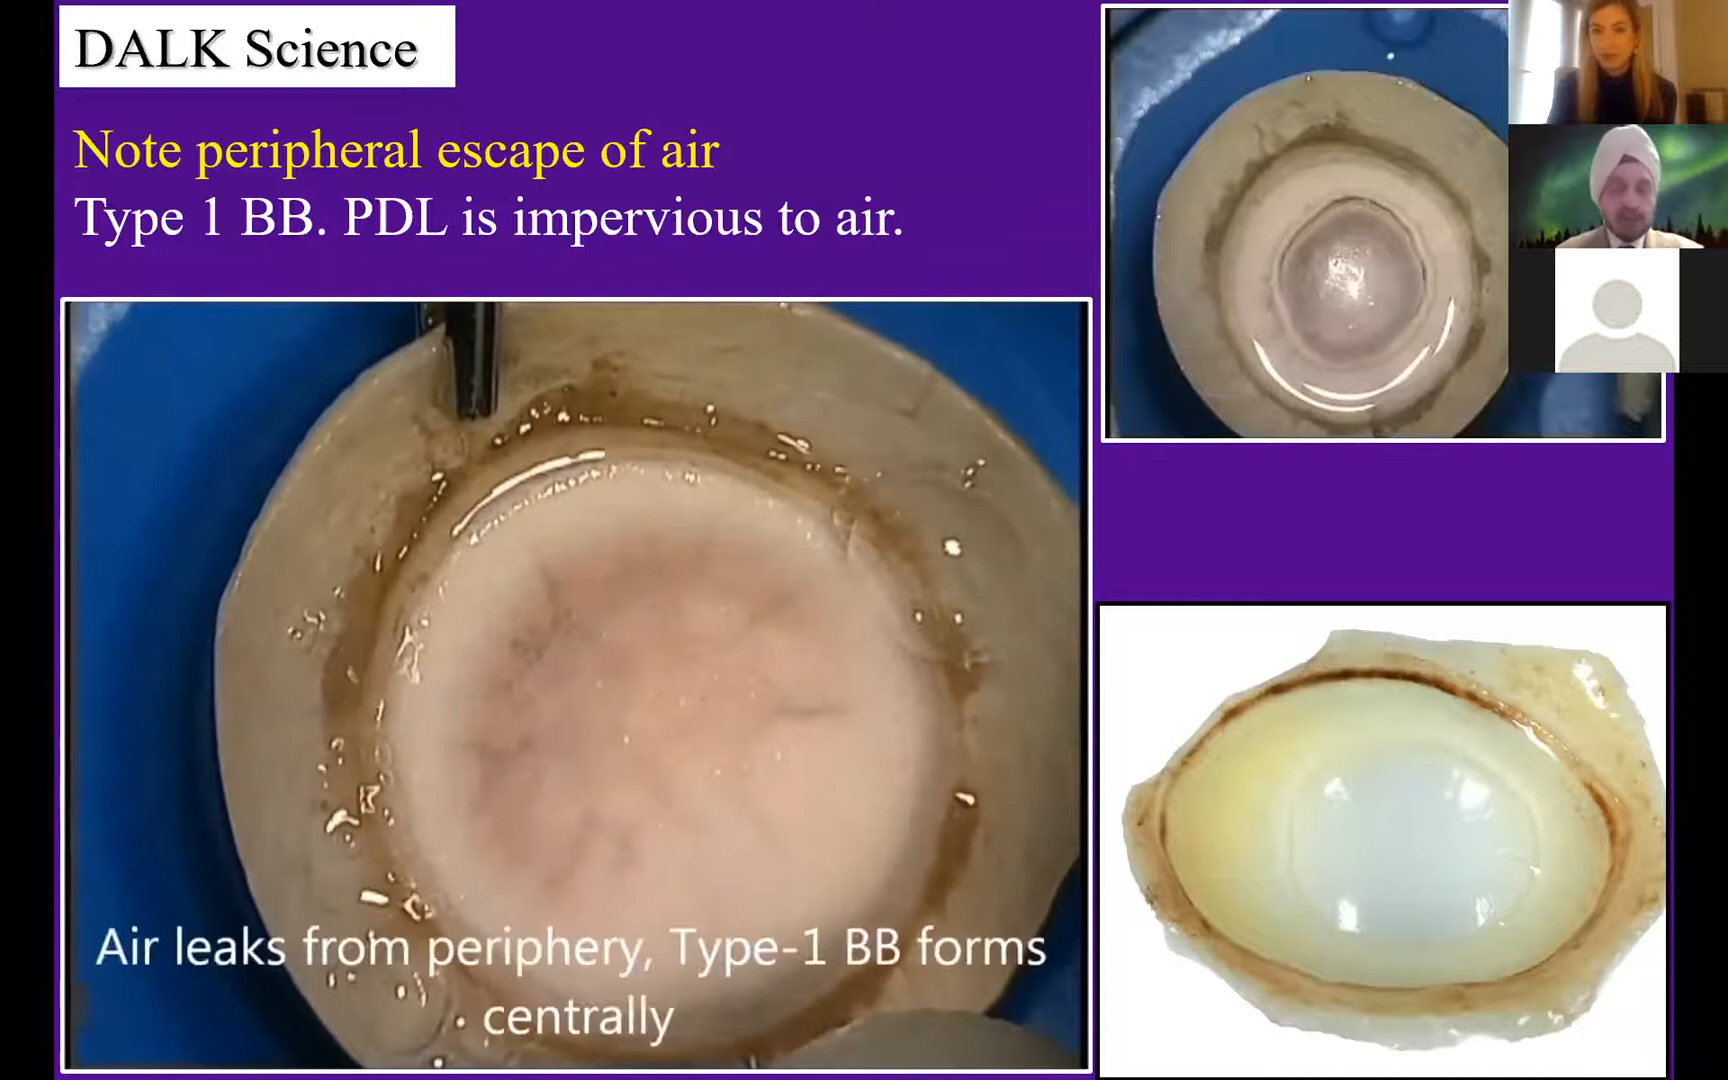 DALK Science
Note peripheral escape of air
Type 1 BB. PDL is impervious to air.
Air leaks from periphery, Type-1 BB forms
centrally